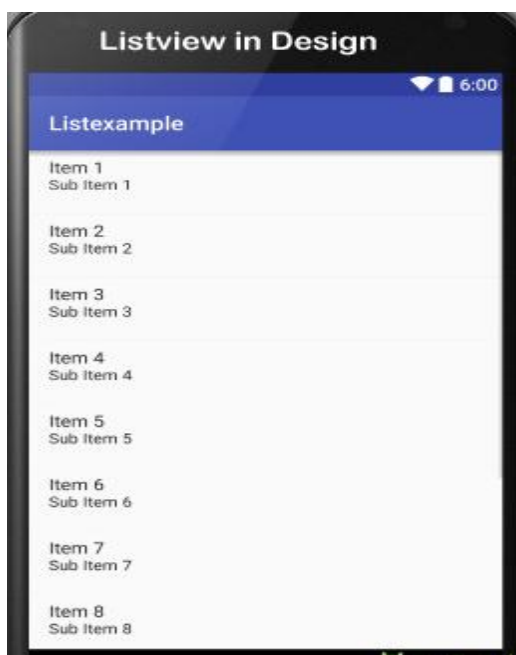 Listview in Design
6:00
Listexample
Item 1
Sub Item 1
Item 2
Sub Item 2
Item 3
Sub Item 3
Item 4
Sub Item 4
Item 5
Sub Item 5
Item 6
Sub Item 6
Item 7
Sub Item 7
Item 8
Sub Item 8